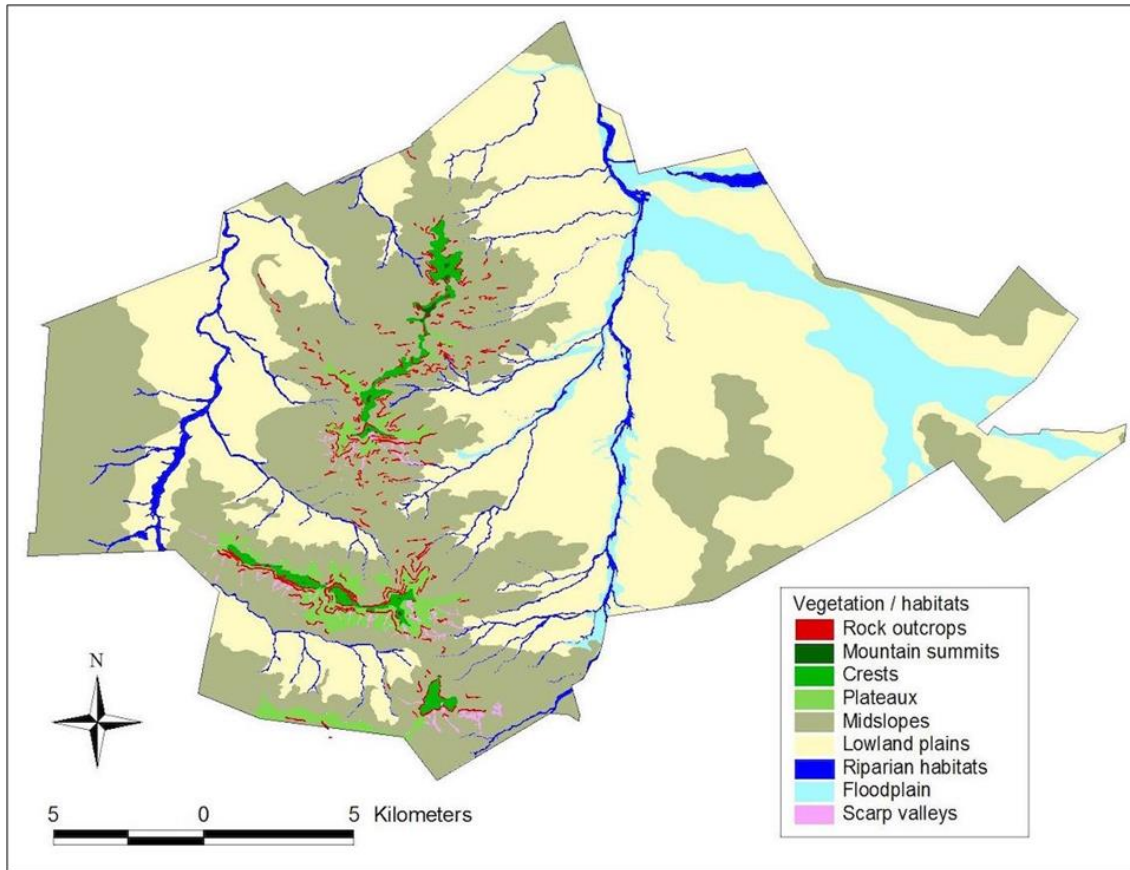 Vegetation / habitats
Rock outcrops
Mountain summits
Crests
Plateaux
Midslopes
Lowland plains
Riparian habitats
Floodplain
Scarp valleys
N
5 0 5 Kilometers